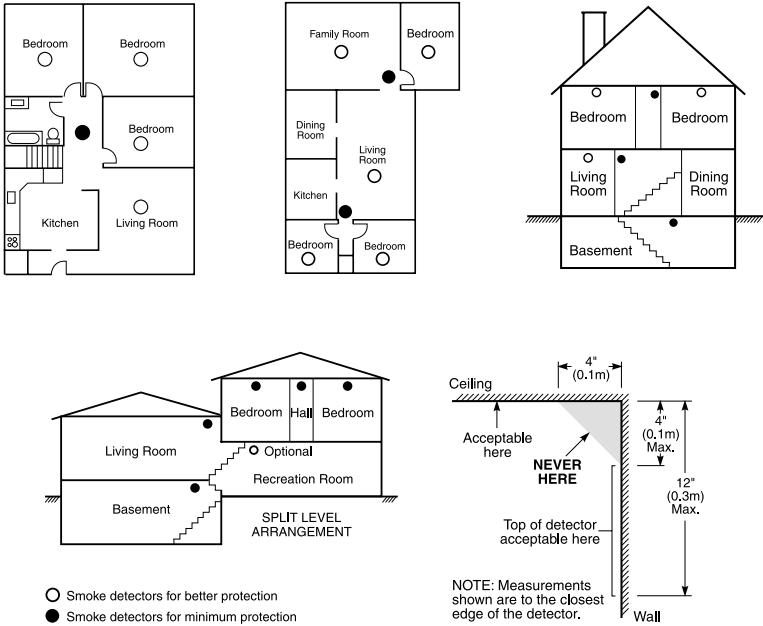 Bedroom
Bedroom
Bedroom
Kitchen
Living Room
Family Room
Bedroom
Dining
Room
Living
Room
Kitchen
Bedroom
Bedroom
Bedroom
Bedroom
Living
Room
Dining
Room
Basement
Bedroom
Hall
Bedroom
Living Room
Optional
Recreation Room
Basement
SPLIT LEVEL
ARRANGEMENT
Smoke detectors for better protection
Smoke detectors for minimum protection
4"
(0.1m)
Ceiling
Acceptable
here
NEVER
HERE
4"
(0.1m)
Max.
12"
(0.3m)
Max.
Top of detector
acceptable here
NOTE: Measurements
shown are to the closest
edge of the detector.
Wall